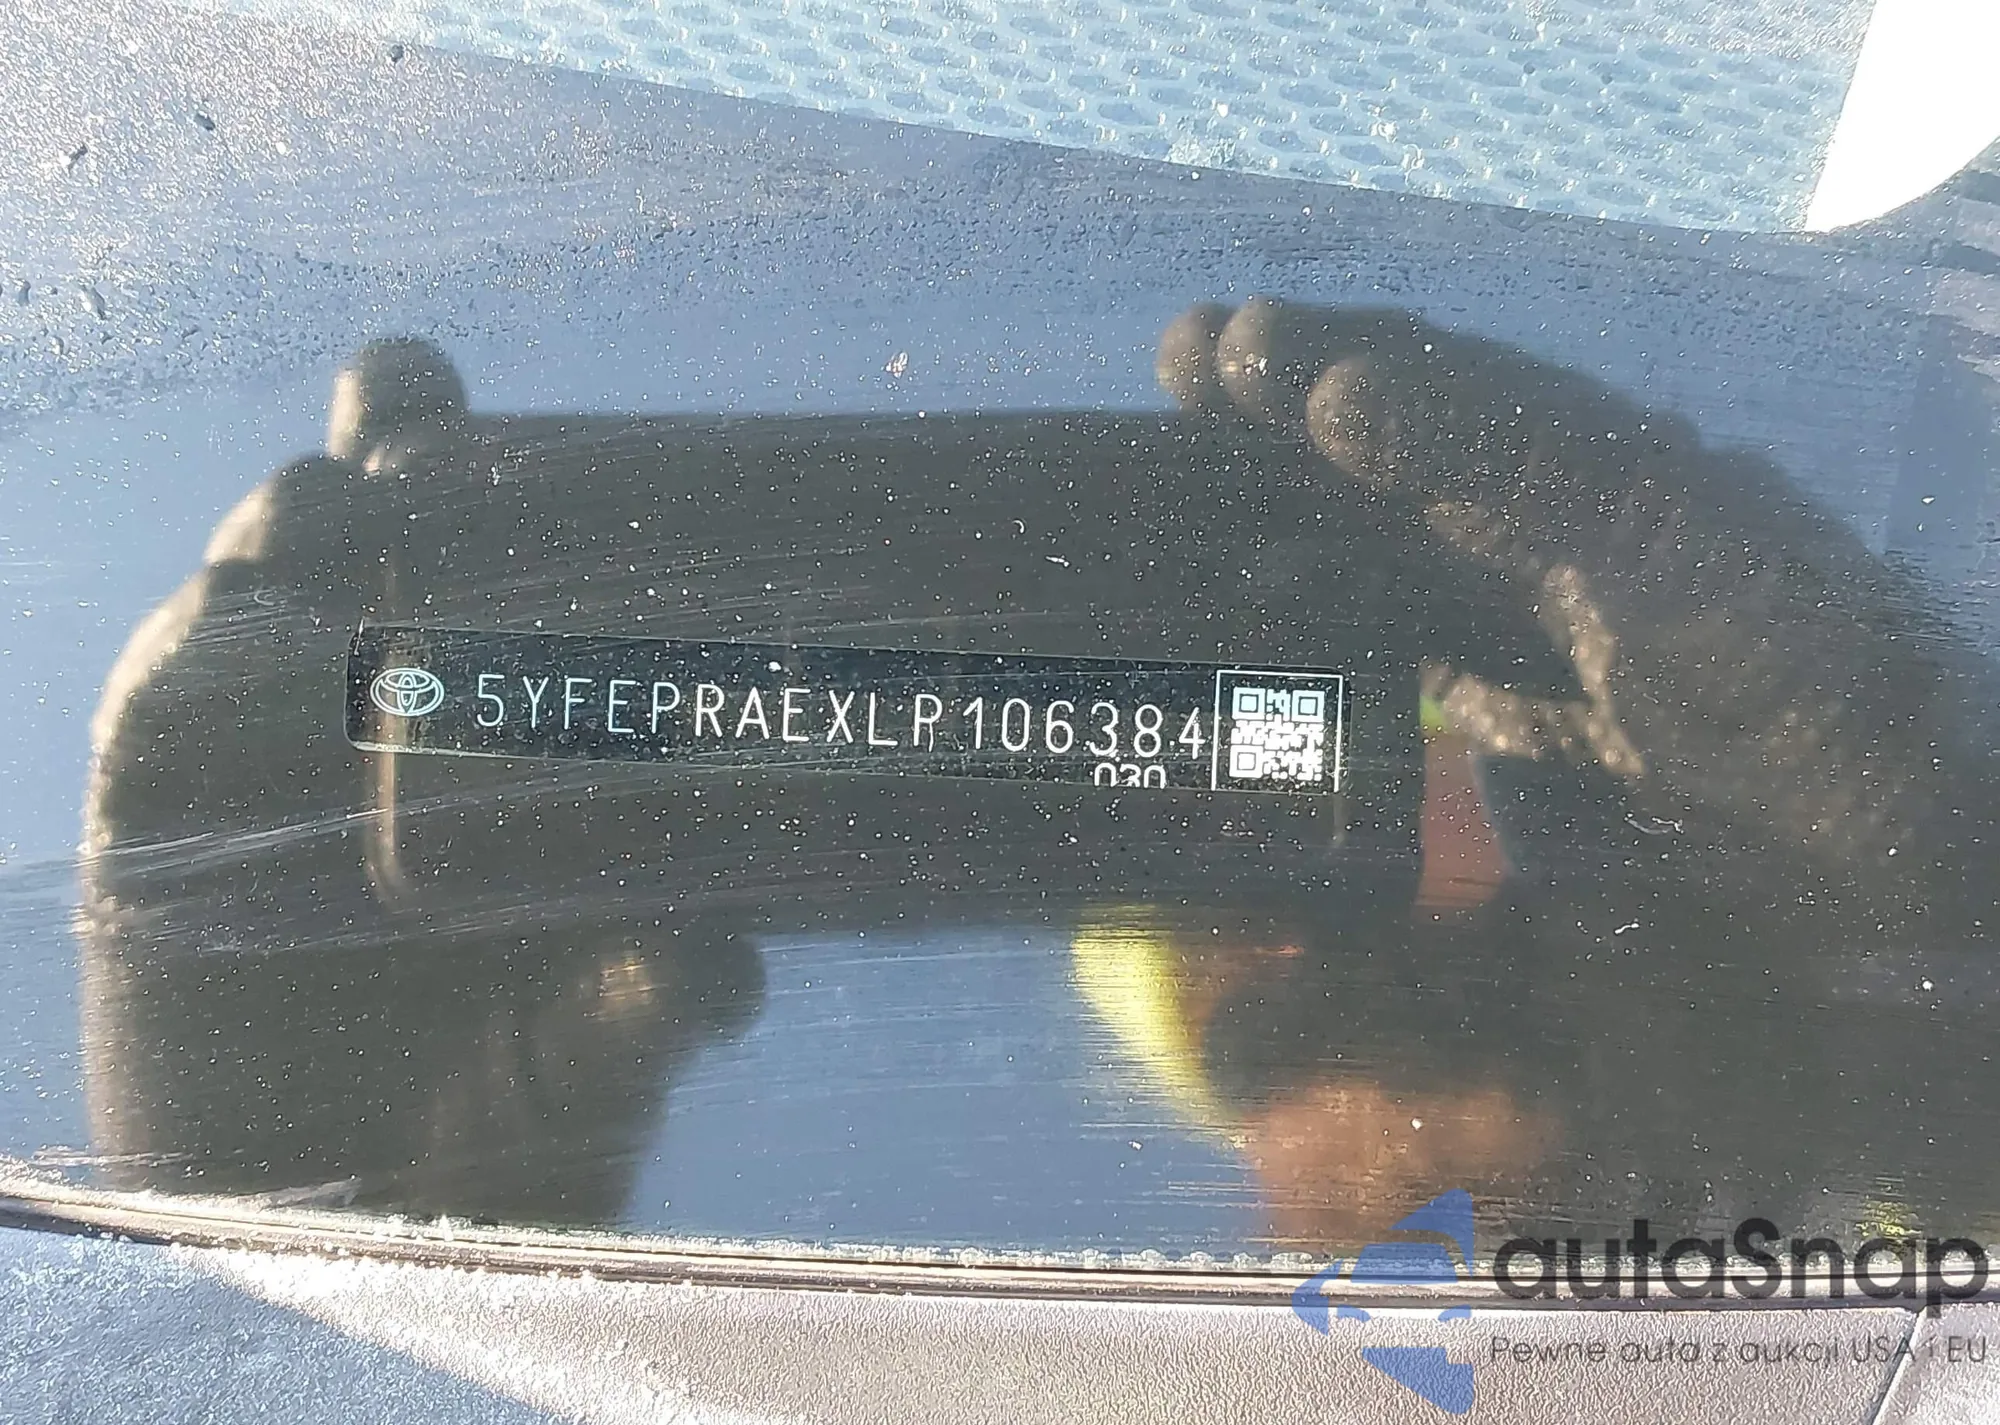 5YFEPRAEXLP106384
030
autaSnap
Pewne auta z aukcji USA i EU